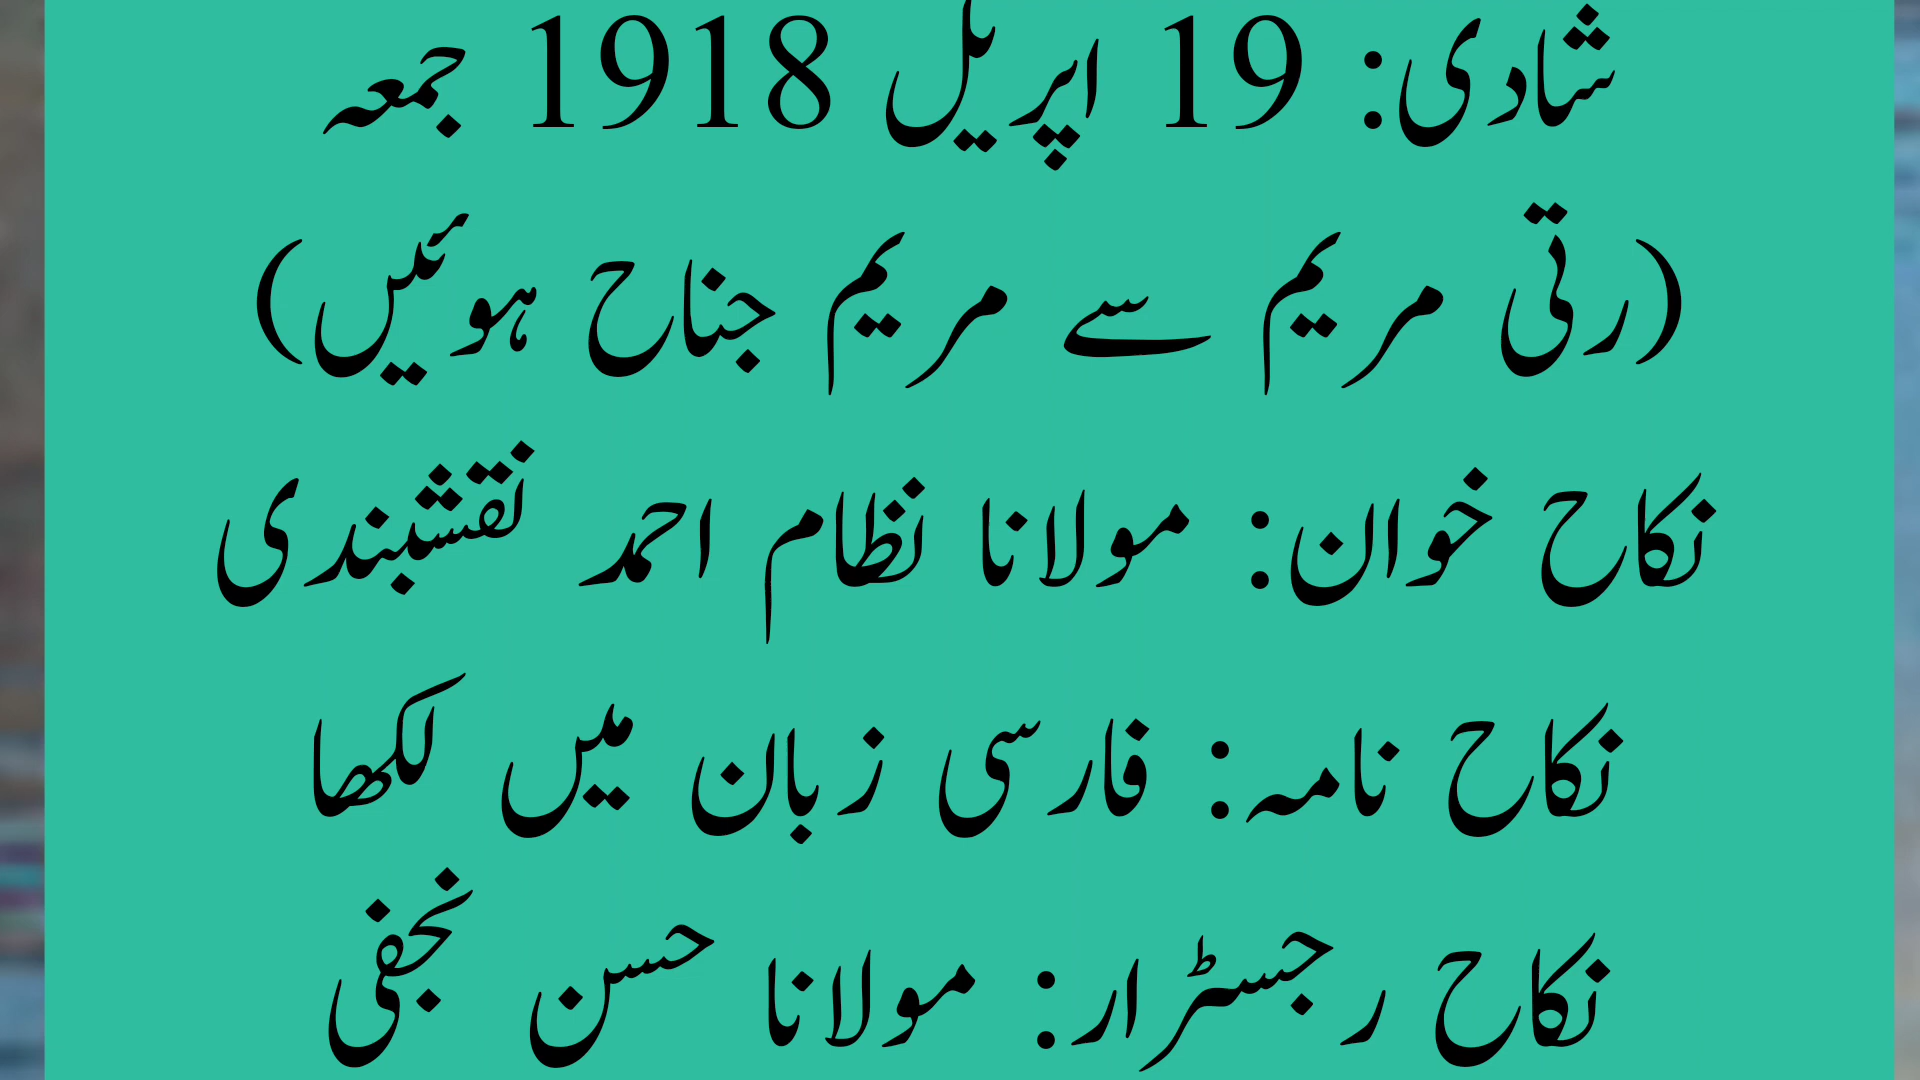 شادی: 19 اپریل 1918 جمعہ
(رتی مریم سے مریم جناح ہوئیں)
نکاح خوان: مولانا نظام احمد نقشبندی
نکاح نامہ: فارسی زبان میں لکھا
نکاح رجسٹرار: مولانا حسن نجفی